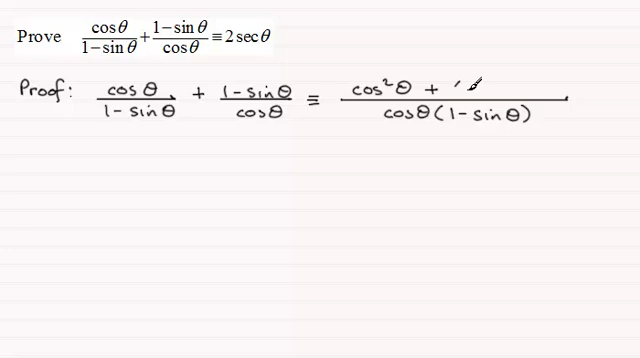 Prove cosθ/(1−sinθ) + (1−sinθ)/cosθ ≡ 2secθ
Proof: cosθ/(1−sinθ) + (1−sinθ)/cosθ ≡ (cos²θ +)/(cosθ(1−sinθ))